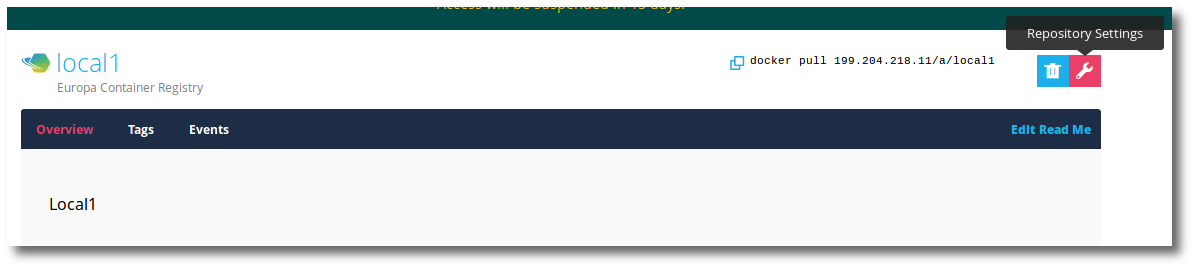 Access will be suspended in 15 days.
Repository Settings
local1
docker pull 199.204.218.11/a/local1
Europa Container Registry
Overview Tags Events Edit Read Me
Local1